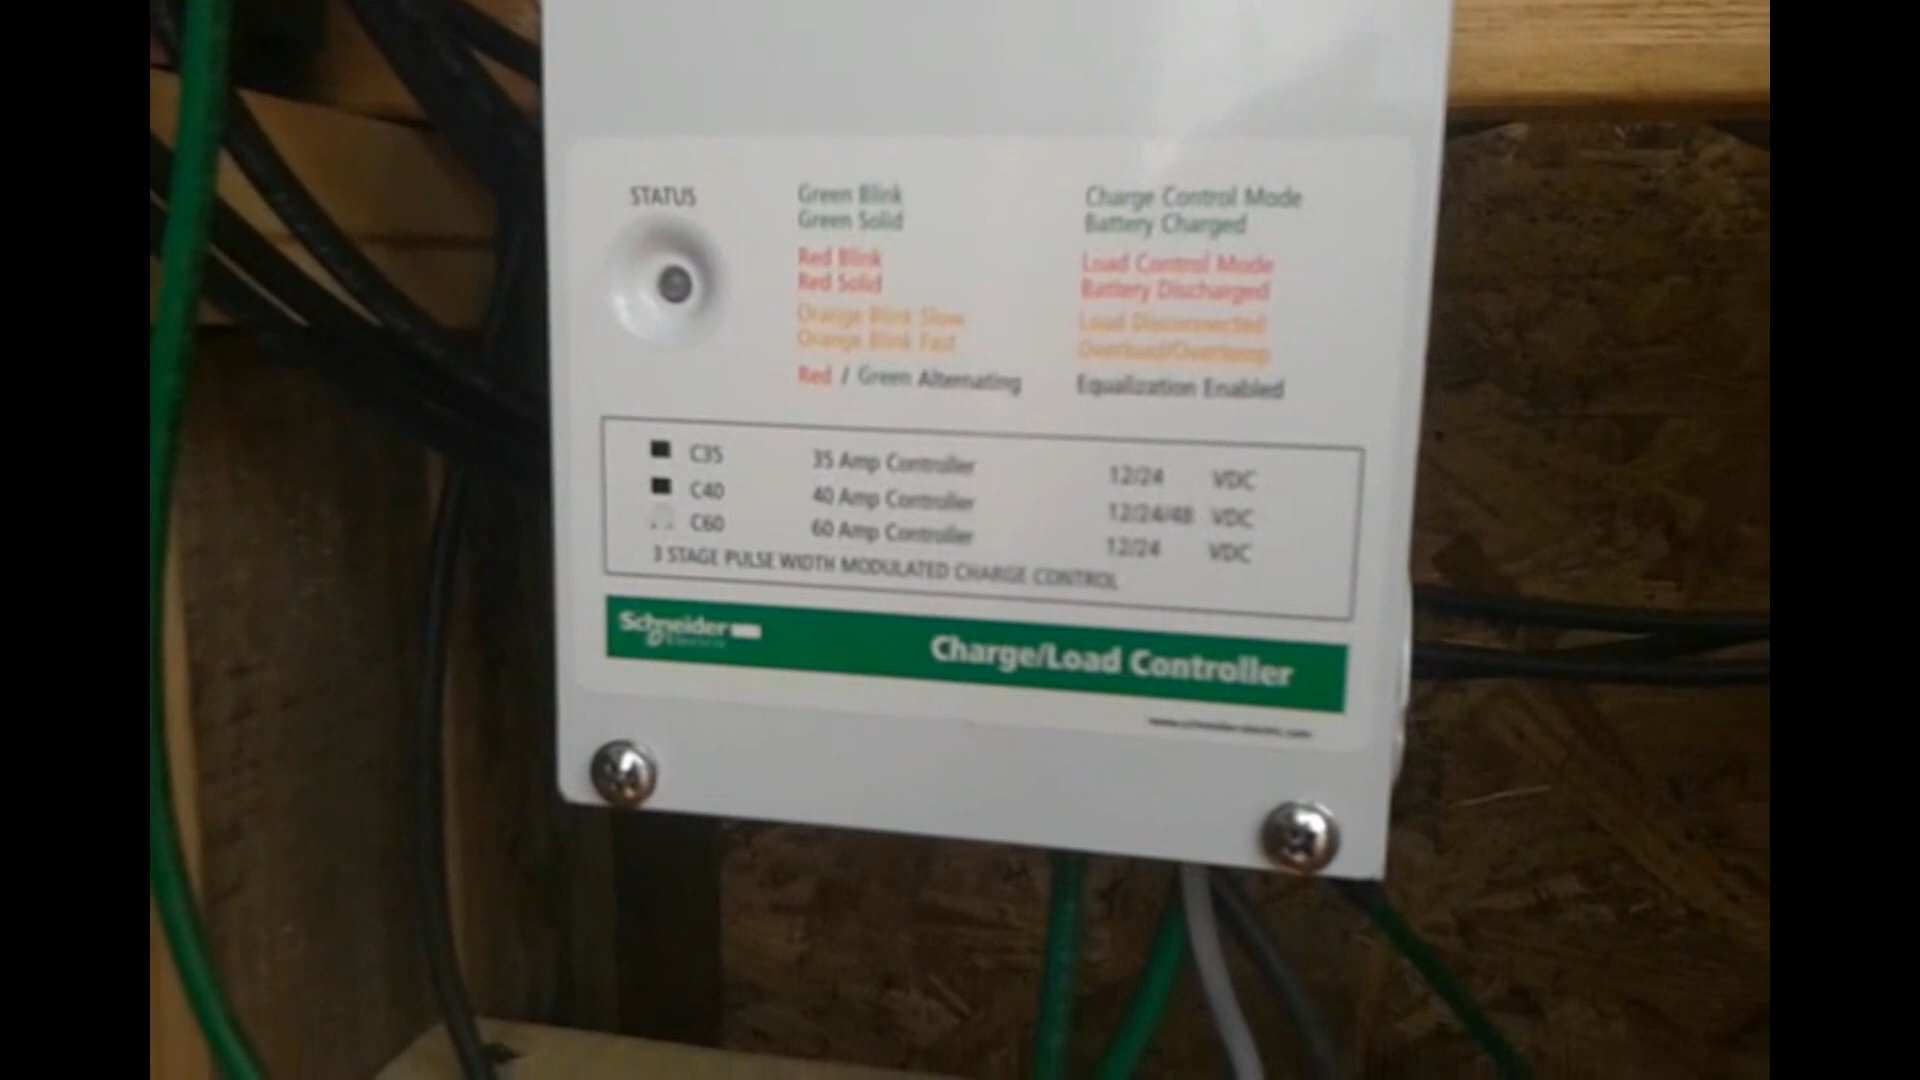 STATUS
Green Blink Charge Control Mode
Green Solid Battery Charged
Red Blink Load Control Mode
Red Solid Battery Discharged
Orange Blink Slow Load Disconnected
Orange Blink Fast Overload/Overtemp
Red / Green Alternating Equalization Enabled
C35 35 Amp Controller 12/24 VDC
C40 40 Amp Controller 12/24/48 VDC
C60 60 Amp Controller 12/24 VDC
3 STAGE PULSE WIDTH MODULATED CHARGE CONTROL
Schneider
Electric
Charge/Load Controller